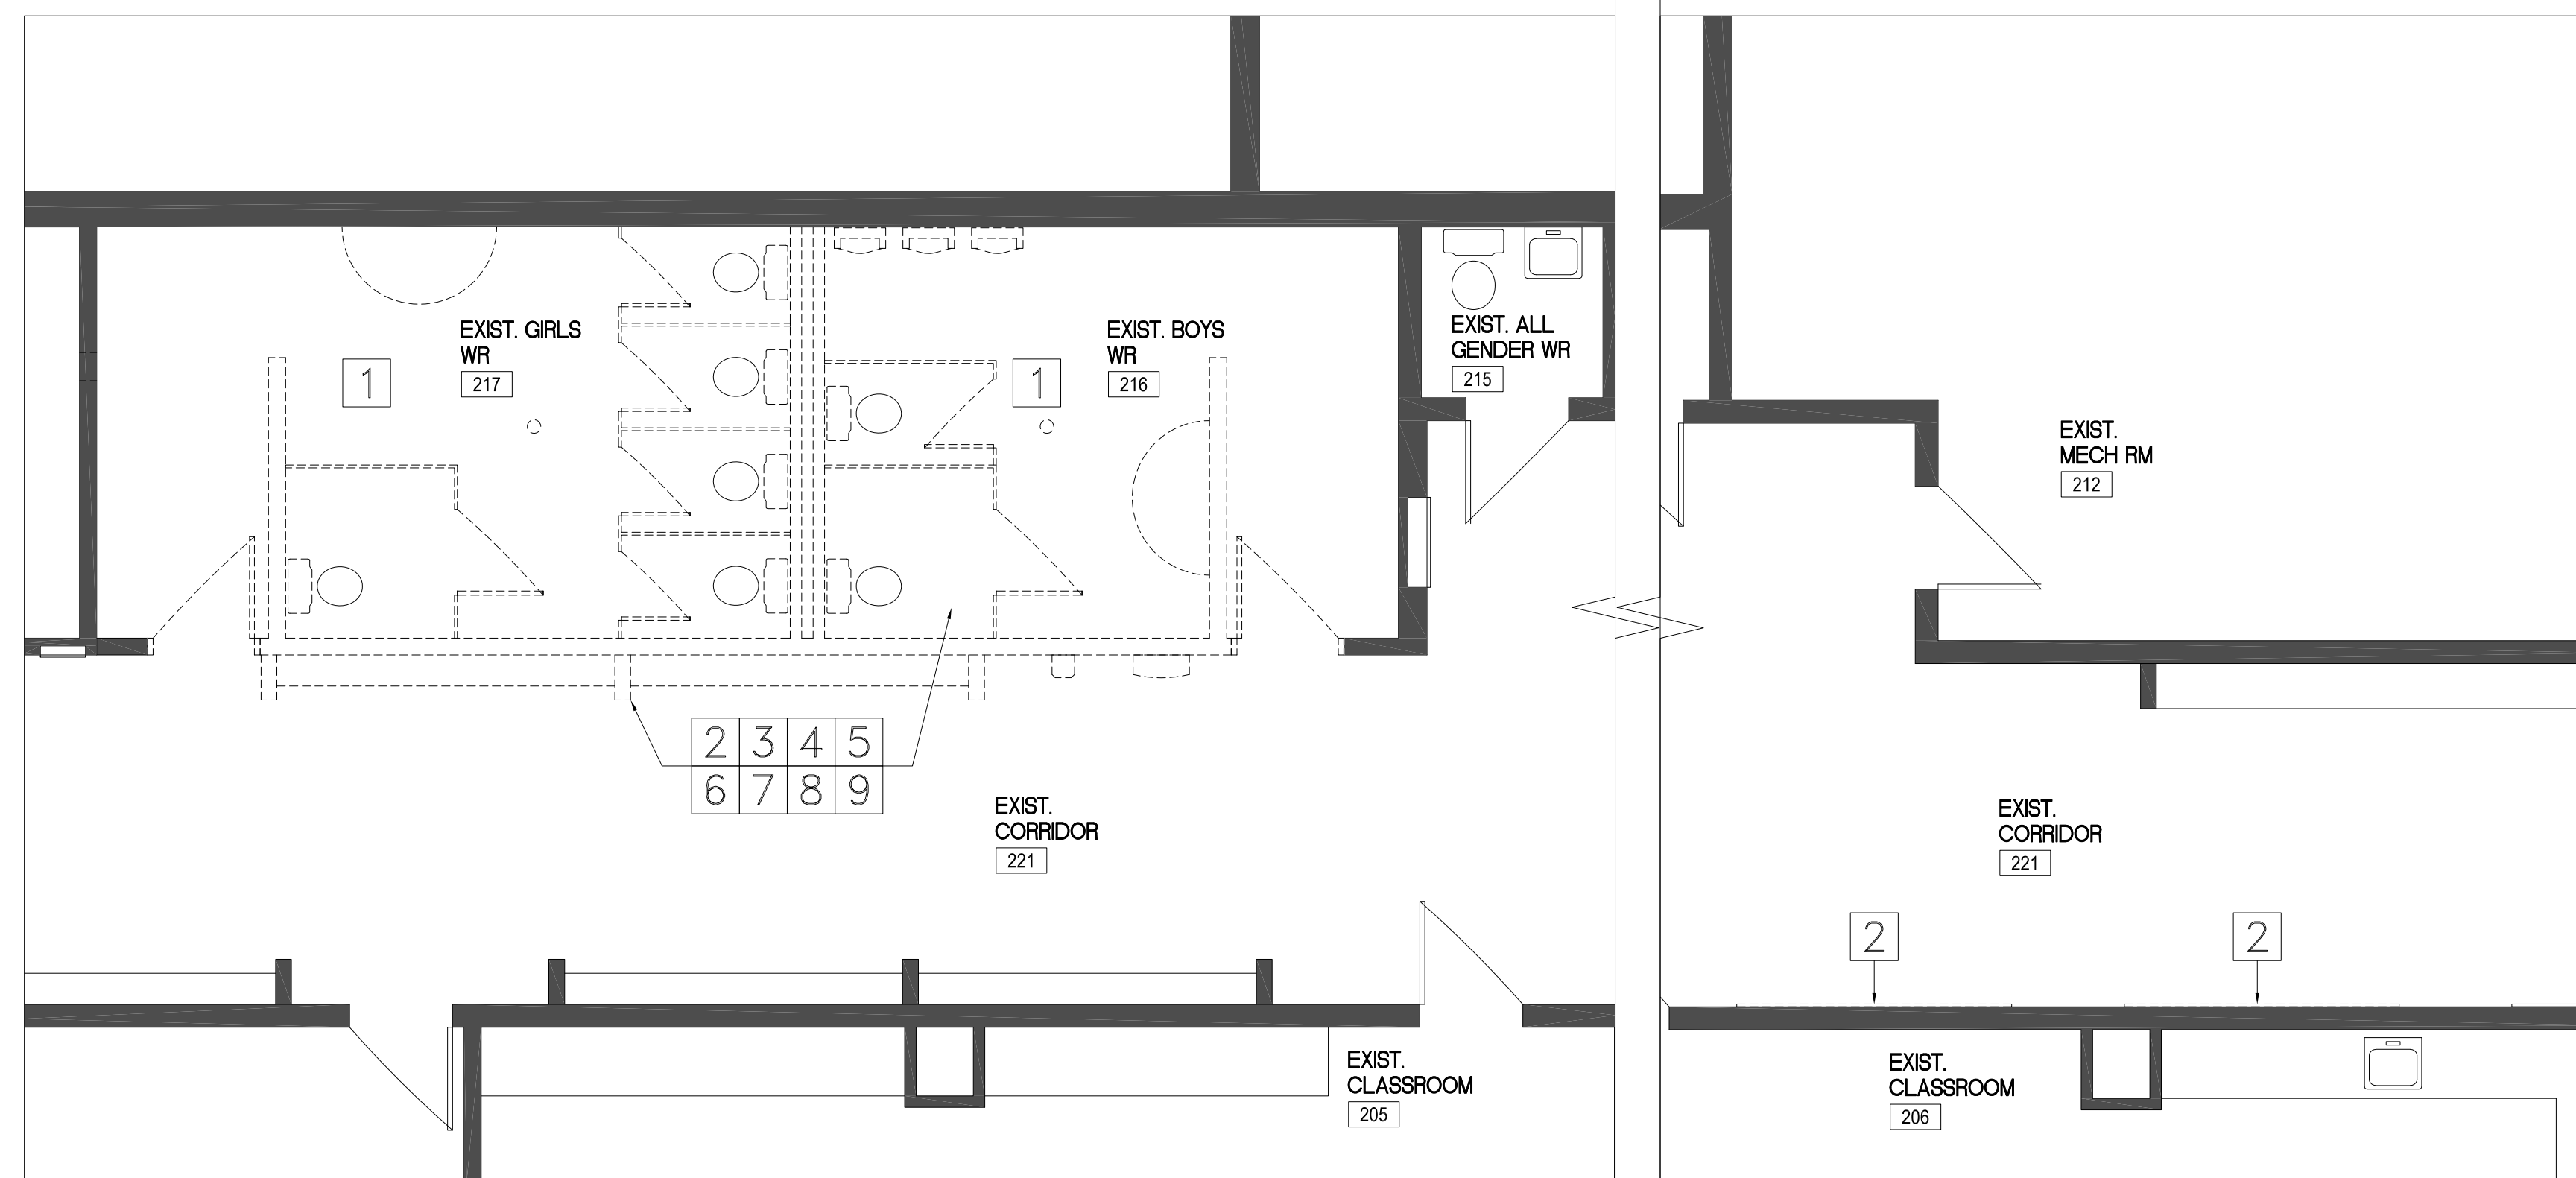 EXIST. GIRLS
WR
217
1
EXIST. BOYS
WR
216
1
EXIST. ALL
GENDER WR
215
EXIST.
MECH RM
212
2 3 4 5
6 7 8 9
EXIST.
CORRIDOR
221
EXIST.
CORRIDOR
221
2
2
EXIST.
CLASSROOM
205
EXIST.
CLASSROOM
206